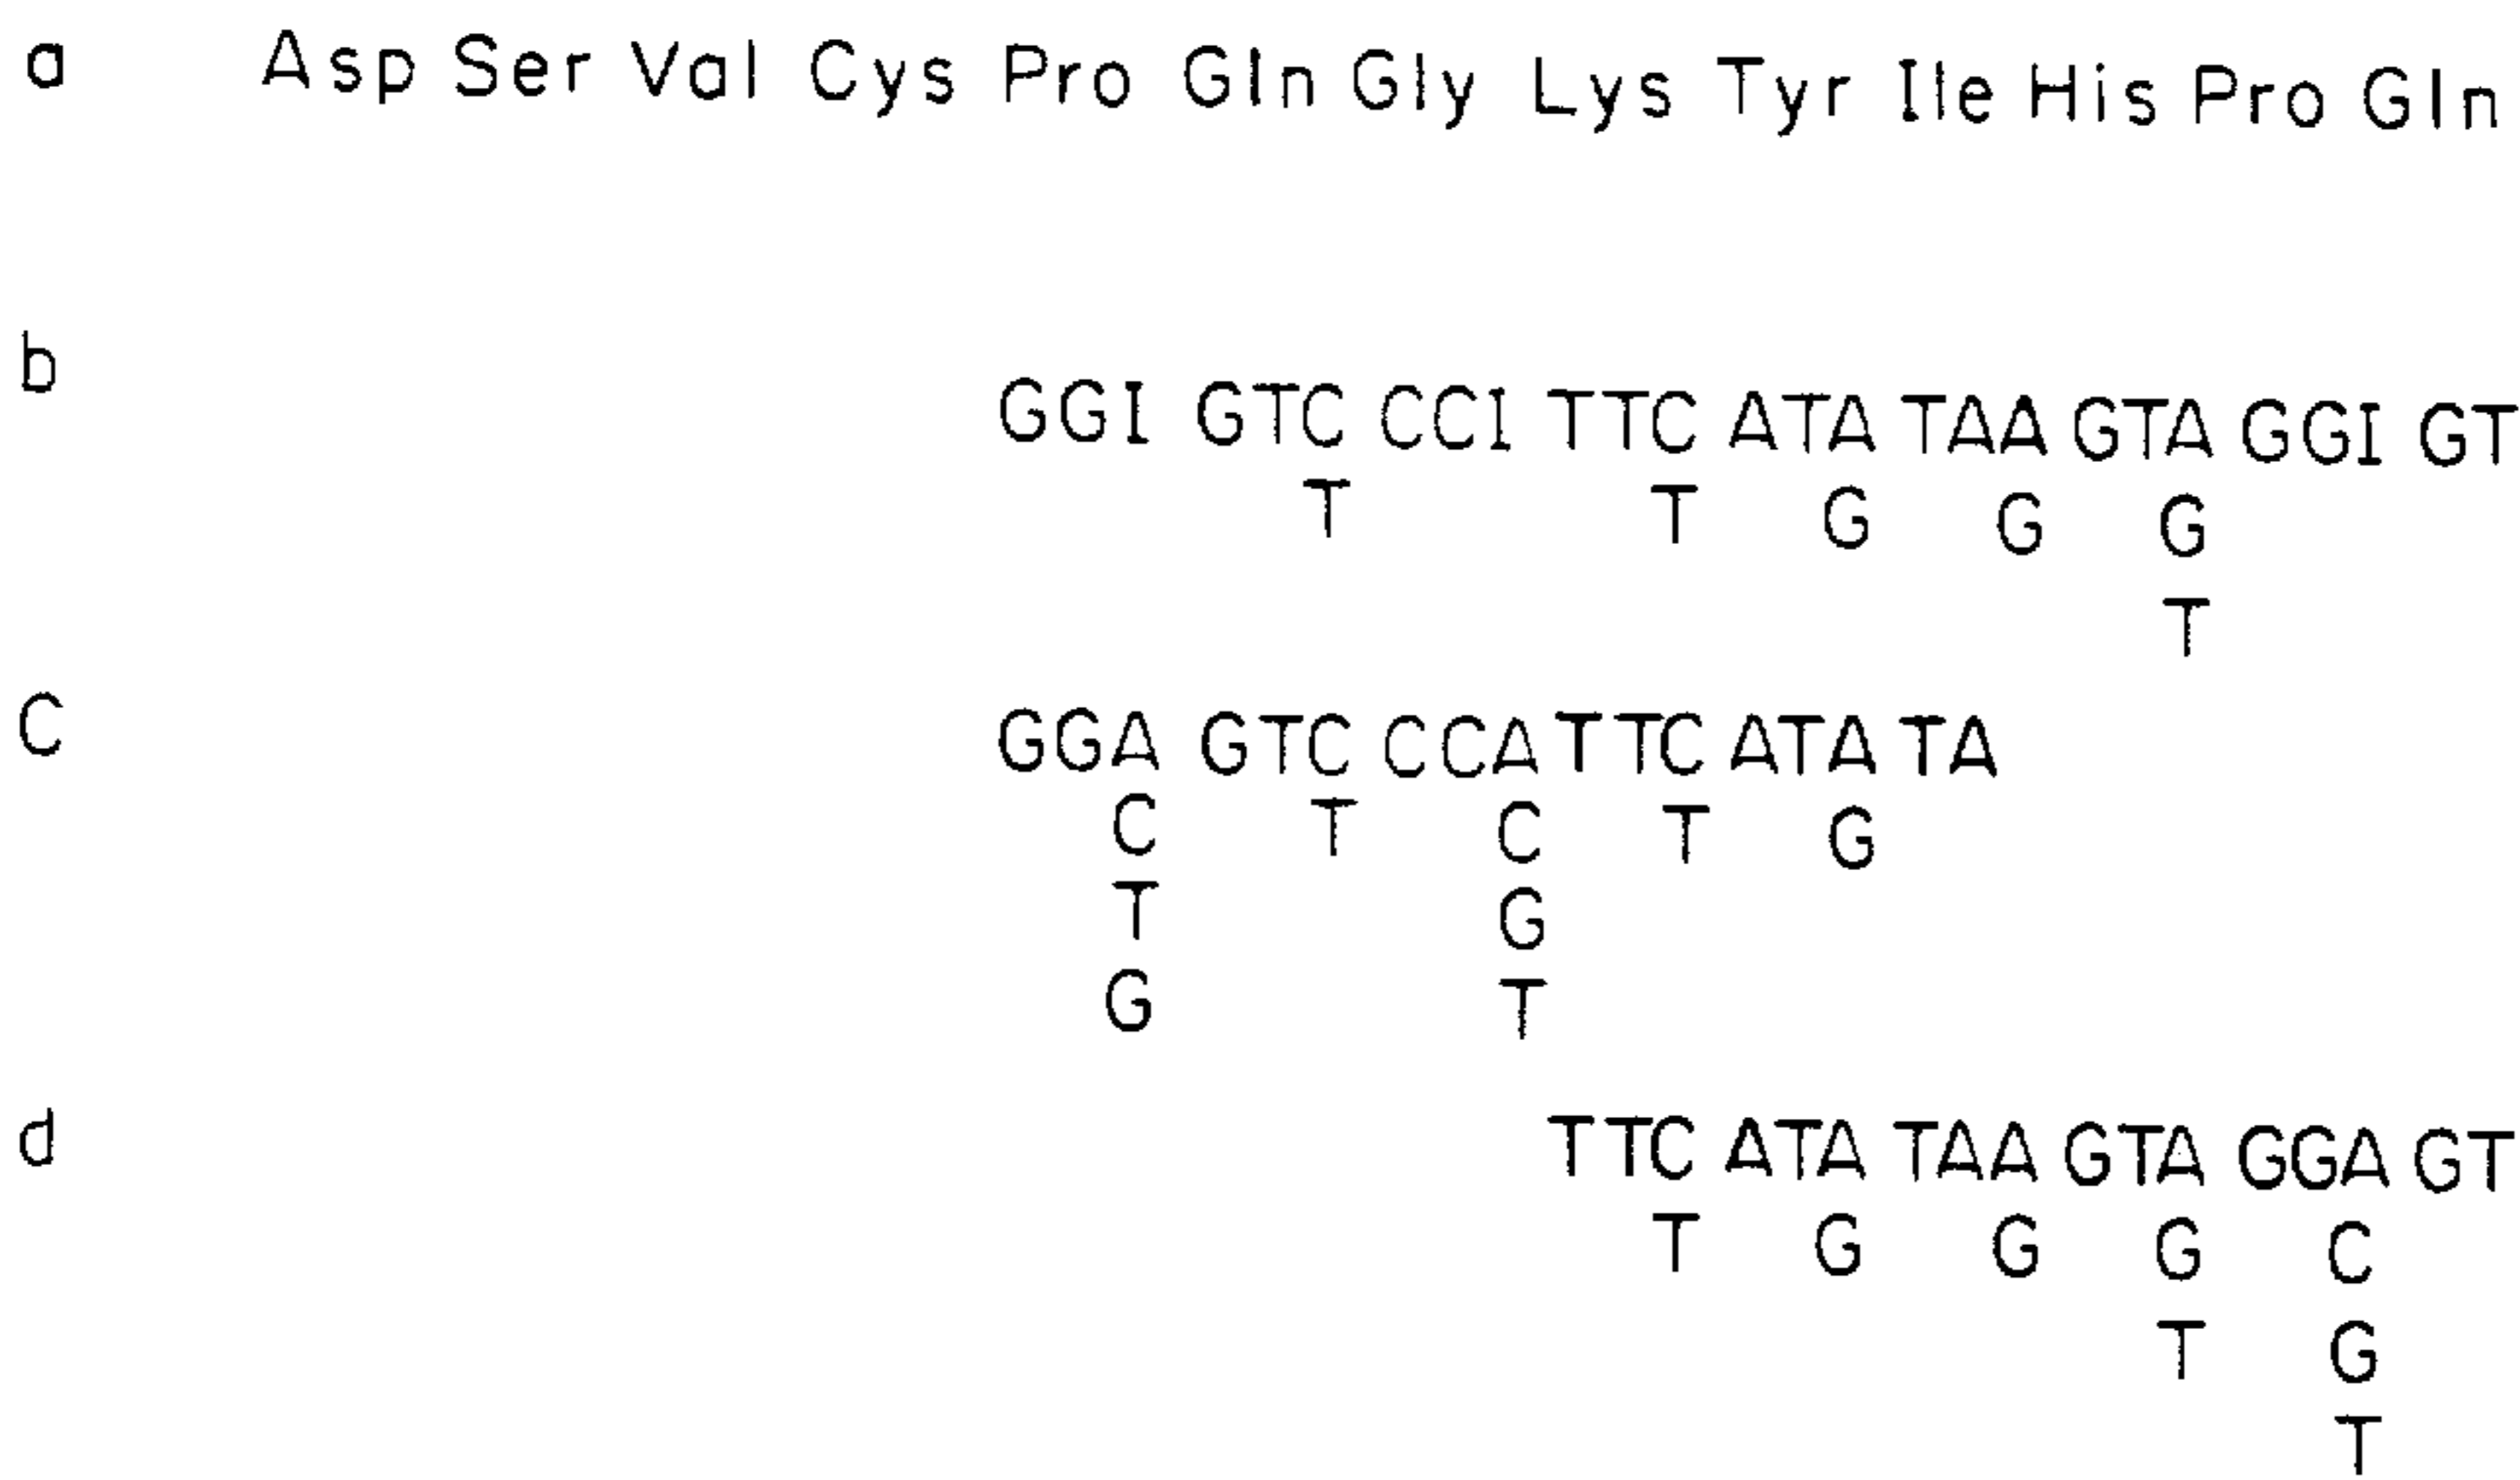 a Asp Ser Val Cys Pro Gln Gly Lys Tyr Ile His Pro Gln
b
GGI GTC CCI TTC ATA TAA GTA GGI GT
T T G G G
T
C
GGA GTC CCA TTC ATA TA
C T C T G
T G
G T
d TTC ATA TAA GTA GGA GT
T G G G C
T G
T